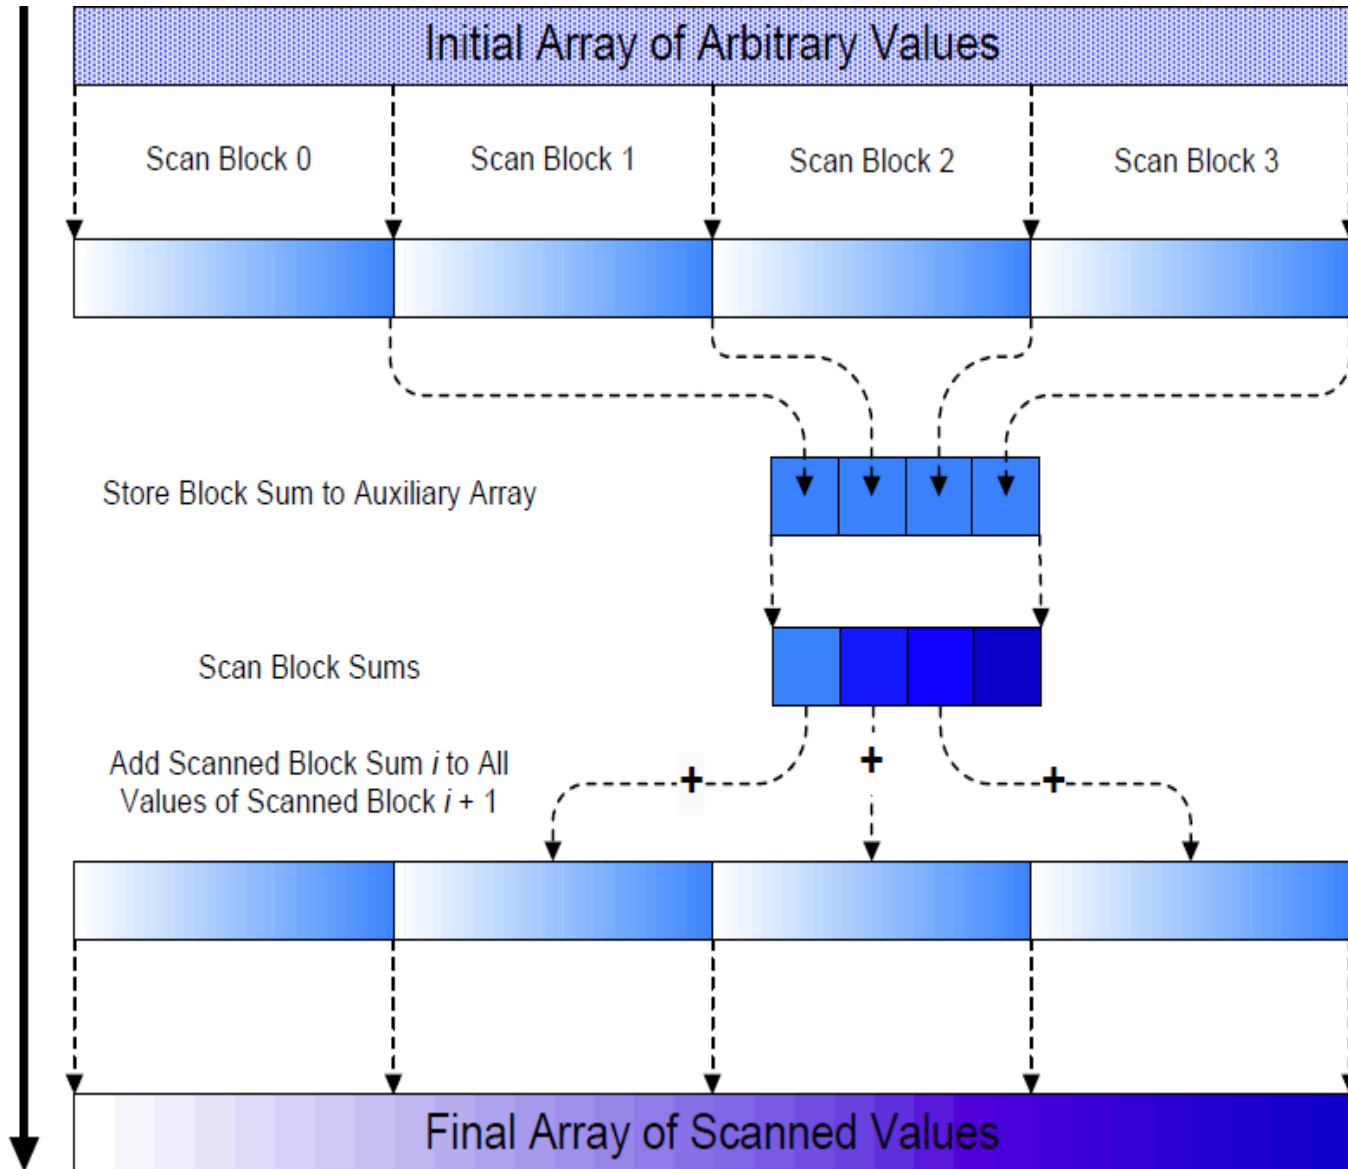 Initial Array of Arbitrary Values
Scan Block 0
Scan Block 1
Scan Block 2
Scan Block 3
Store Block Sum to Auxiliary Array
Scan Block Sums
Add Scanned Block Sum i to All
Values of Scanned Block i + 1
+
+
+
Final Array of Scanned Values